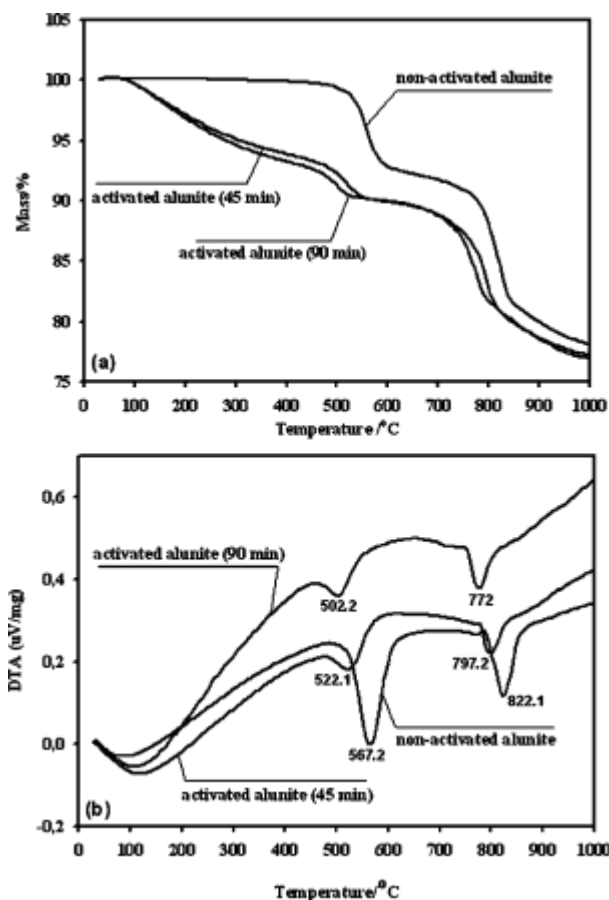 105
100
95
90
85
80
75
Mass/%
non-activated alunite
activated alunite (45 min)
activated alunite (90 min)
(a)
0 100 200 300 400 500 600 700 800 900 1000
Temperature /°C
0,6
0,4
0,2
0,0
-0,2
DTA (uV/mg)
activated alunite (90 min)
502.2
772
522.1
797.2
822.1
567.2
non-activated alunite
activated alunite (45 min)
(b)
0 100 200 300 400 500 600 700 800 900 1000
Temperature/°C